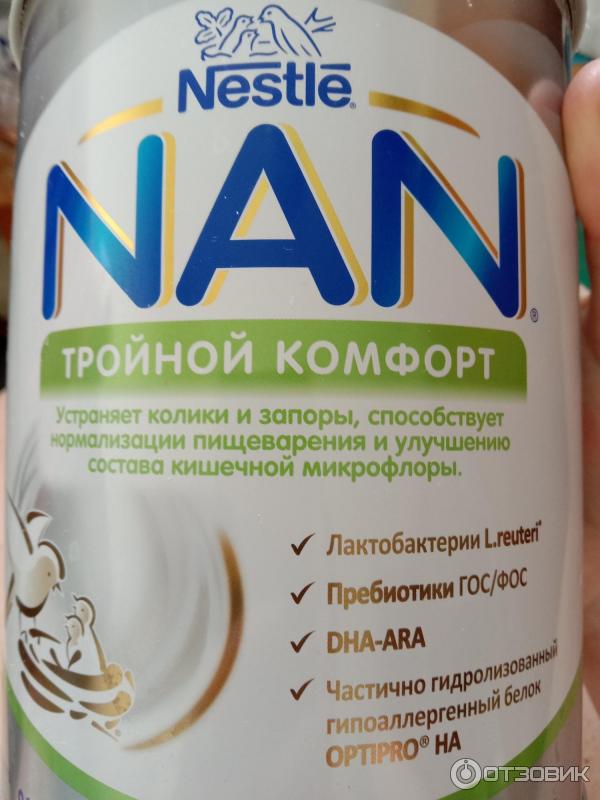 Nestlé
NAN
ТРОЙНОЙ КОМФОРТ
Устраняет колики и запоры, способствует
нормализации пищеварения и улучшению
состава кишечной микрофлоры.
✓ Лактобактерии L.reuteri*
✓ Пребиотики ГОС/ФОС
✓ DHA-ARA
✓ Частично гидролизованный
гипоаллергенный белок
OPTIPRO® HA
ОТЗОВИК